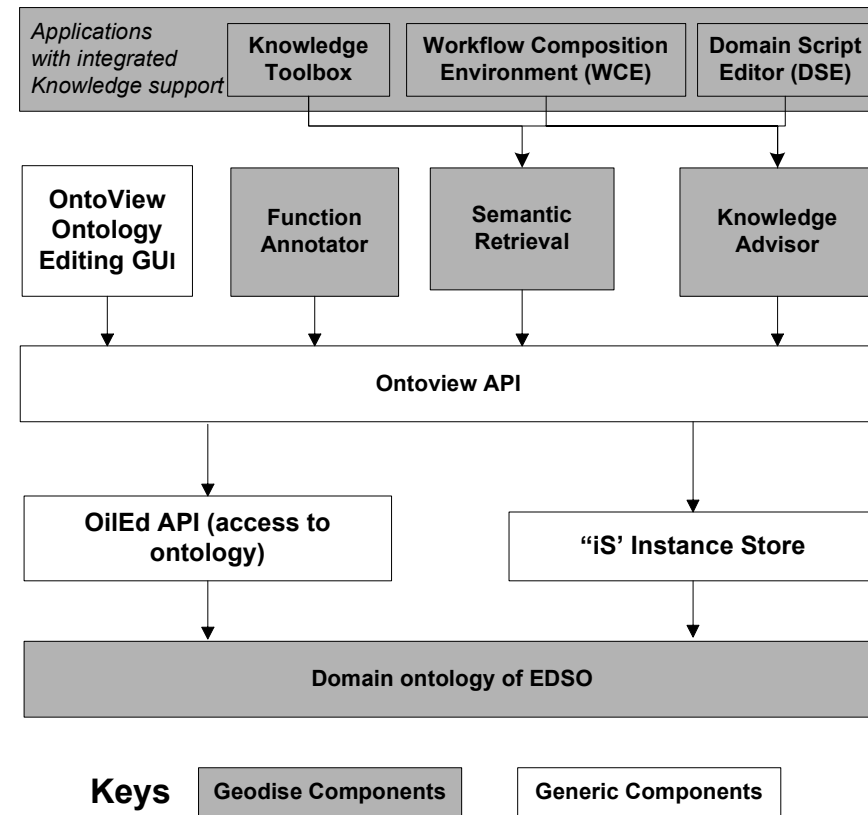 Applications
with integrated
Knowledge support
Knowledge
Toolbox
Workflow Composition
Environment (WCE)
Domain Script
Editor (DSE)
OntoView
Ontology
Editing GUI
Function
Annotator
Semantic
Retrieval
Knowledge
Advisor
Ontoview API
OilEd API (access to
ontology)
“iS’ Instance Store
Domain ontology of EDSO
Keys
Geodise Components
Generic Components